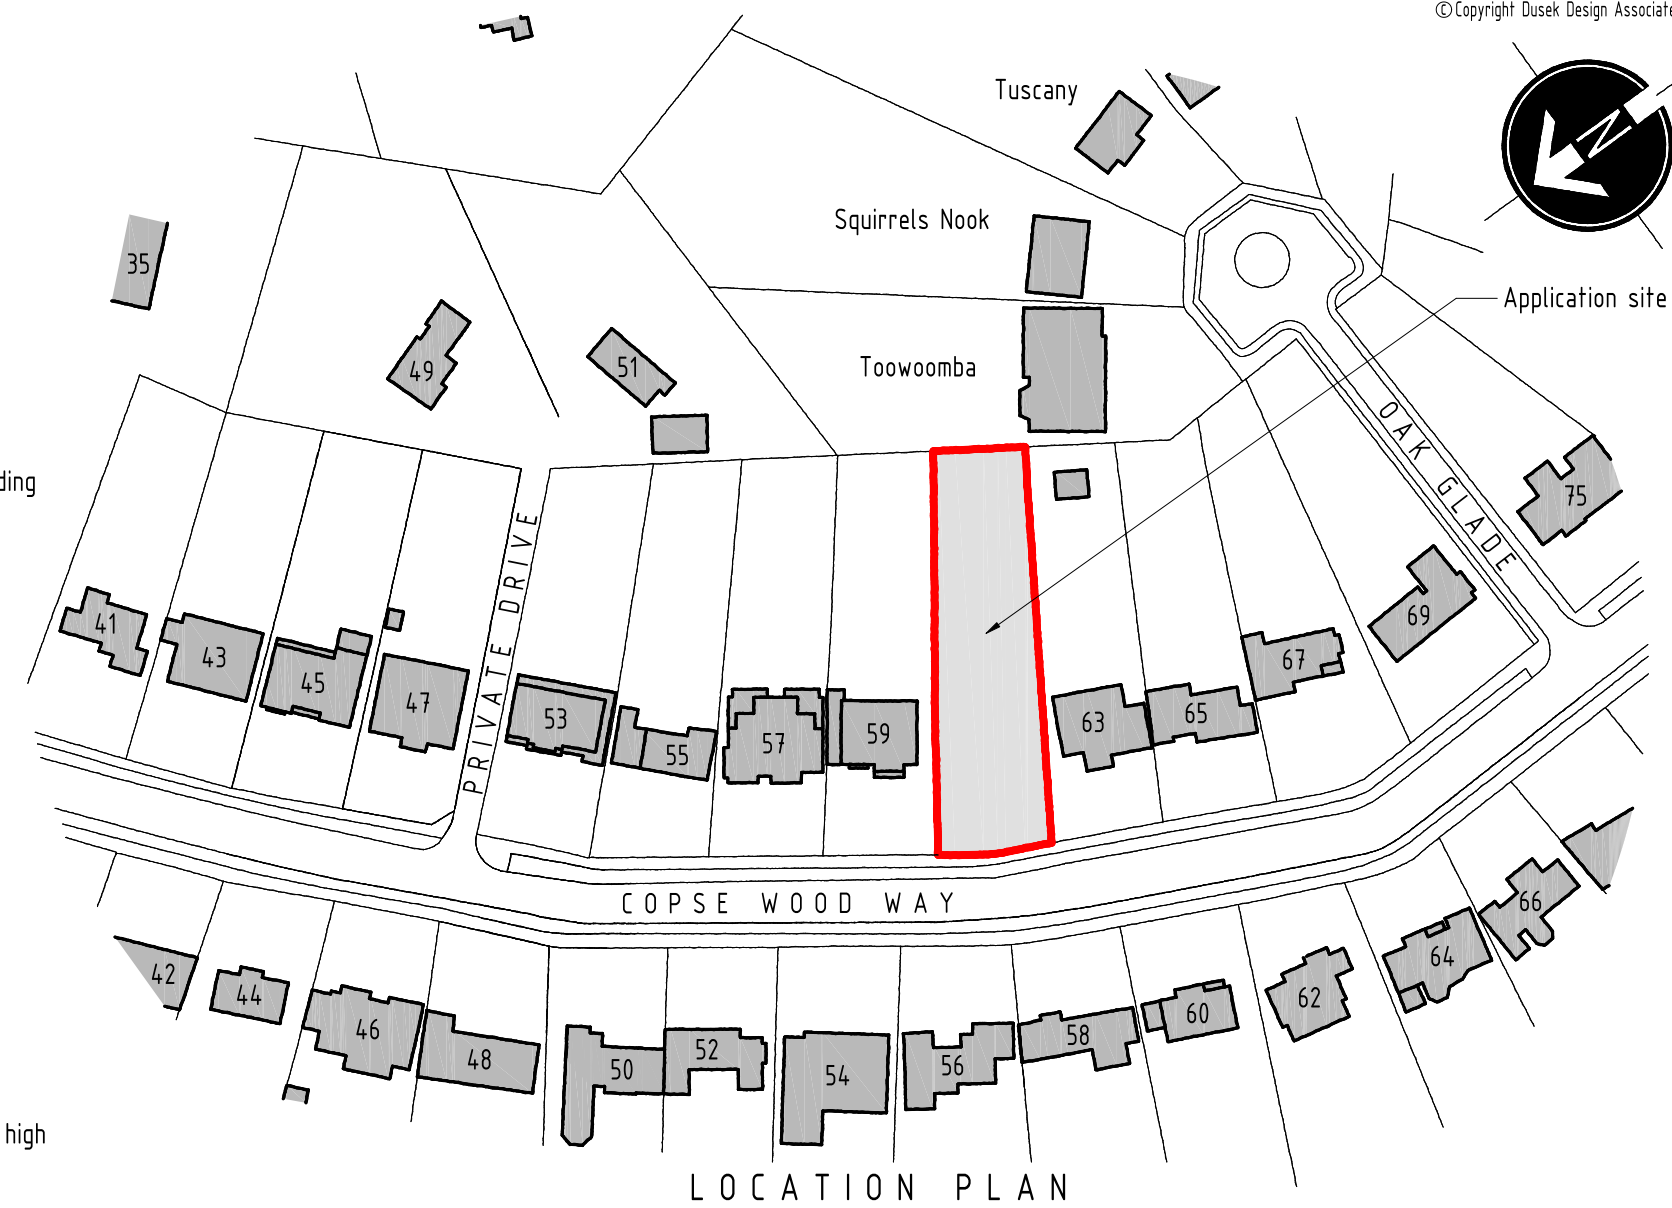 ©Copyright Dusek Design Associate
Tuscany
N
Squirrels Nook
35
Application site
49
51
Toowoomba
OAK GLADE
ding
75
PRIVATE DRIVE
41
43
45
47
53
55
57
59
63
65
67
69
COPSE WOOD WAY
42
44
46
48
50
52
54
56
58
60
62
64
66
high
LOCATION PLAN